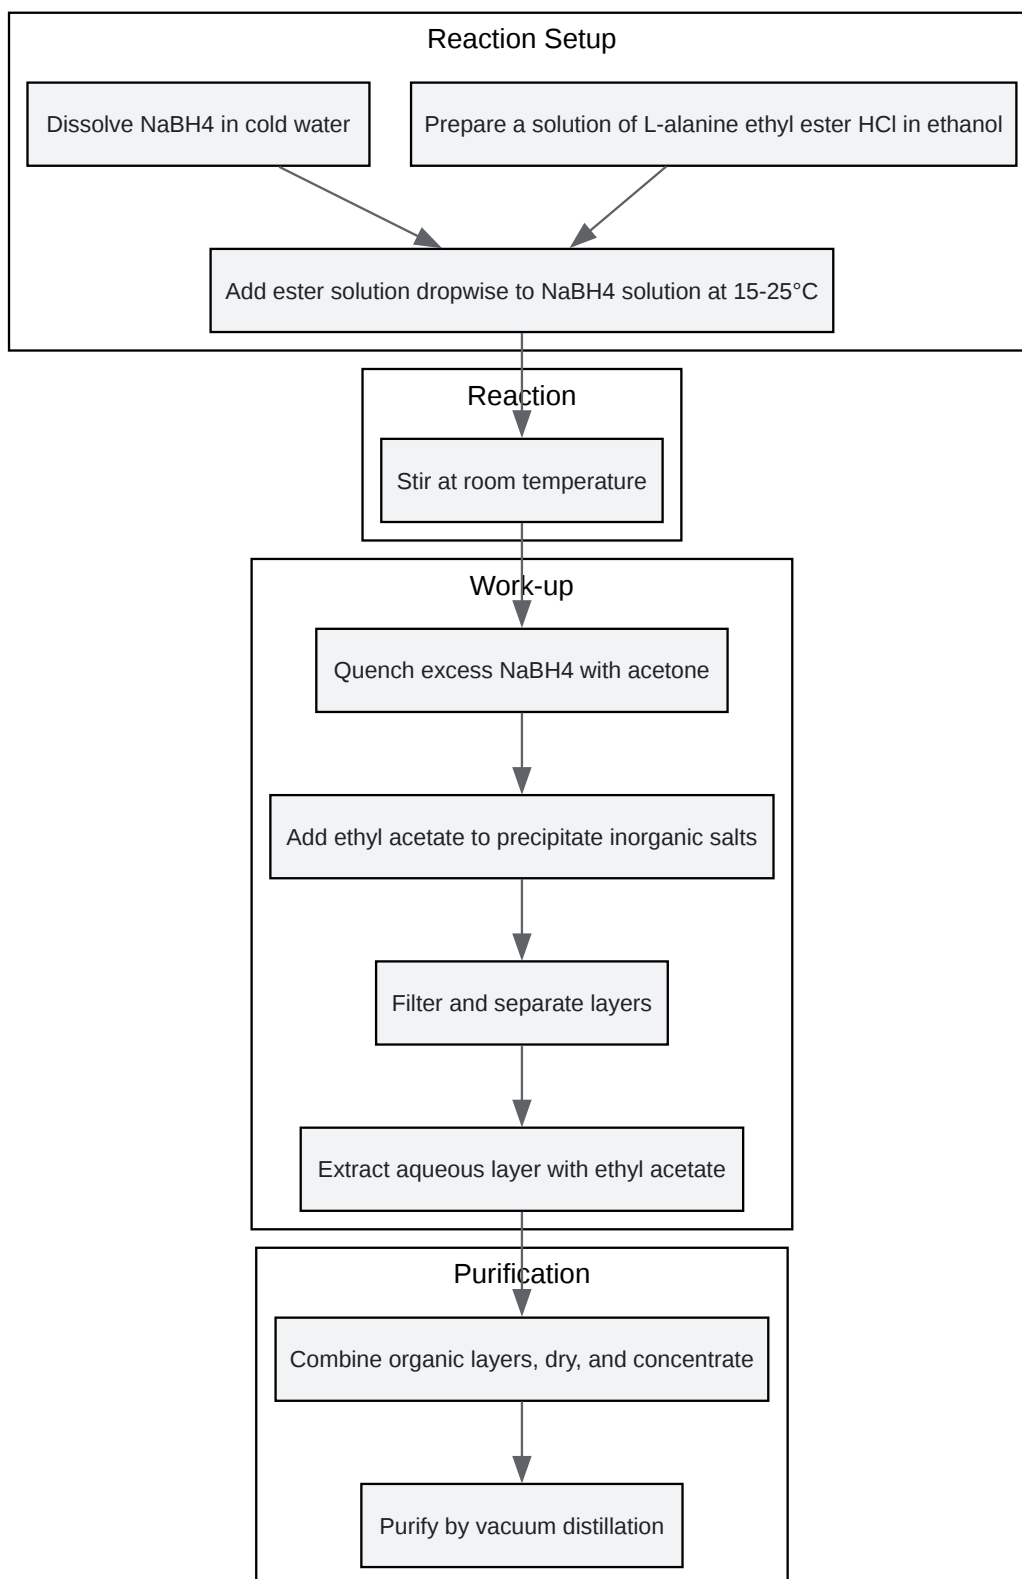 Reaction Setup
Dissolve NaBH4 in cold water
Prepare a solution of L-alanine ethyl ester HCl in ethanol
Add ester solution dropwise to NaBH4 solution at 15-25°C
Reaction
Stir at room temperature
Work-up
Quench excess NaBH4 with acetone
Add ethyl acetate to precipitate inorganic salts
Filter and separate layers
Extract aqueous layer with ethyl acetate
Purification
Combine organic layers, dry, and concentrate
Purify by vacuum distillation